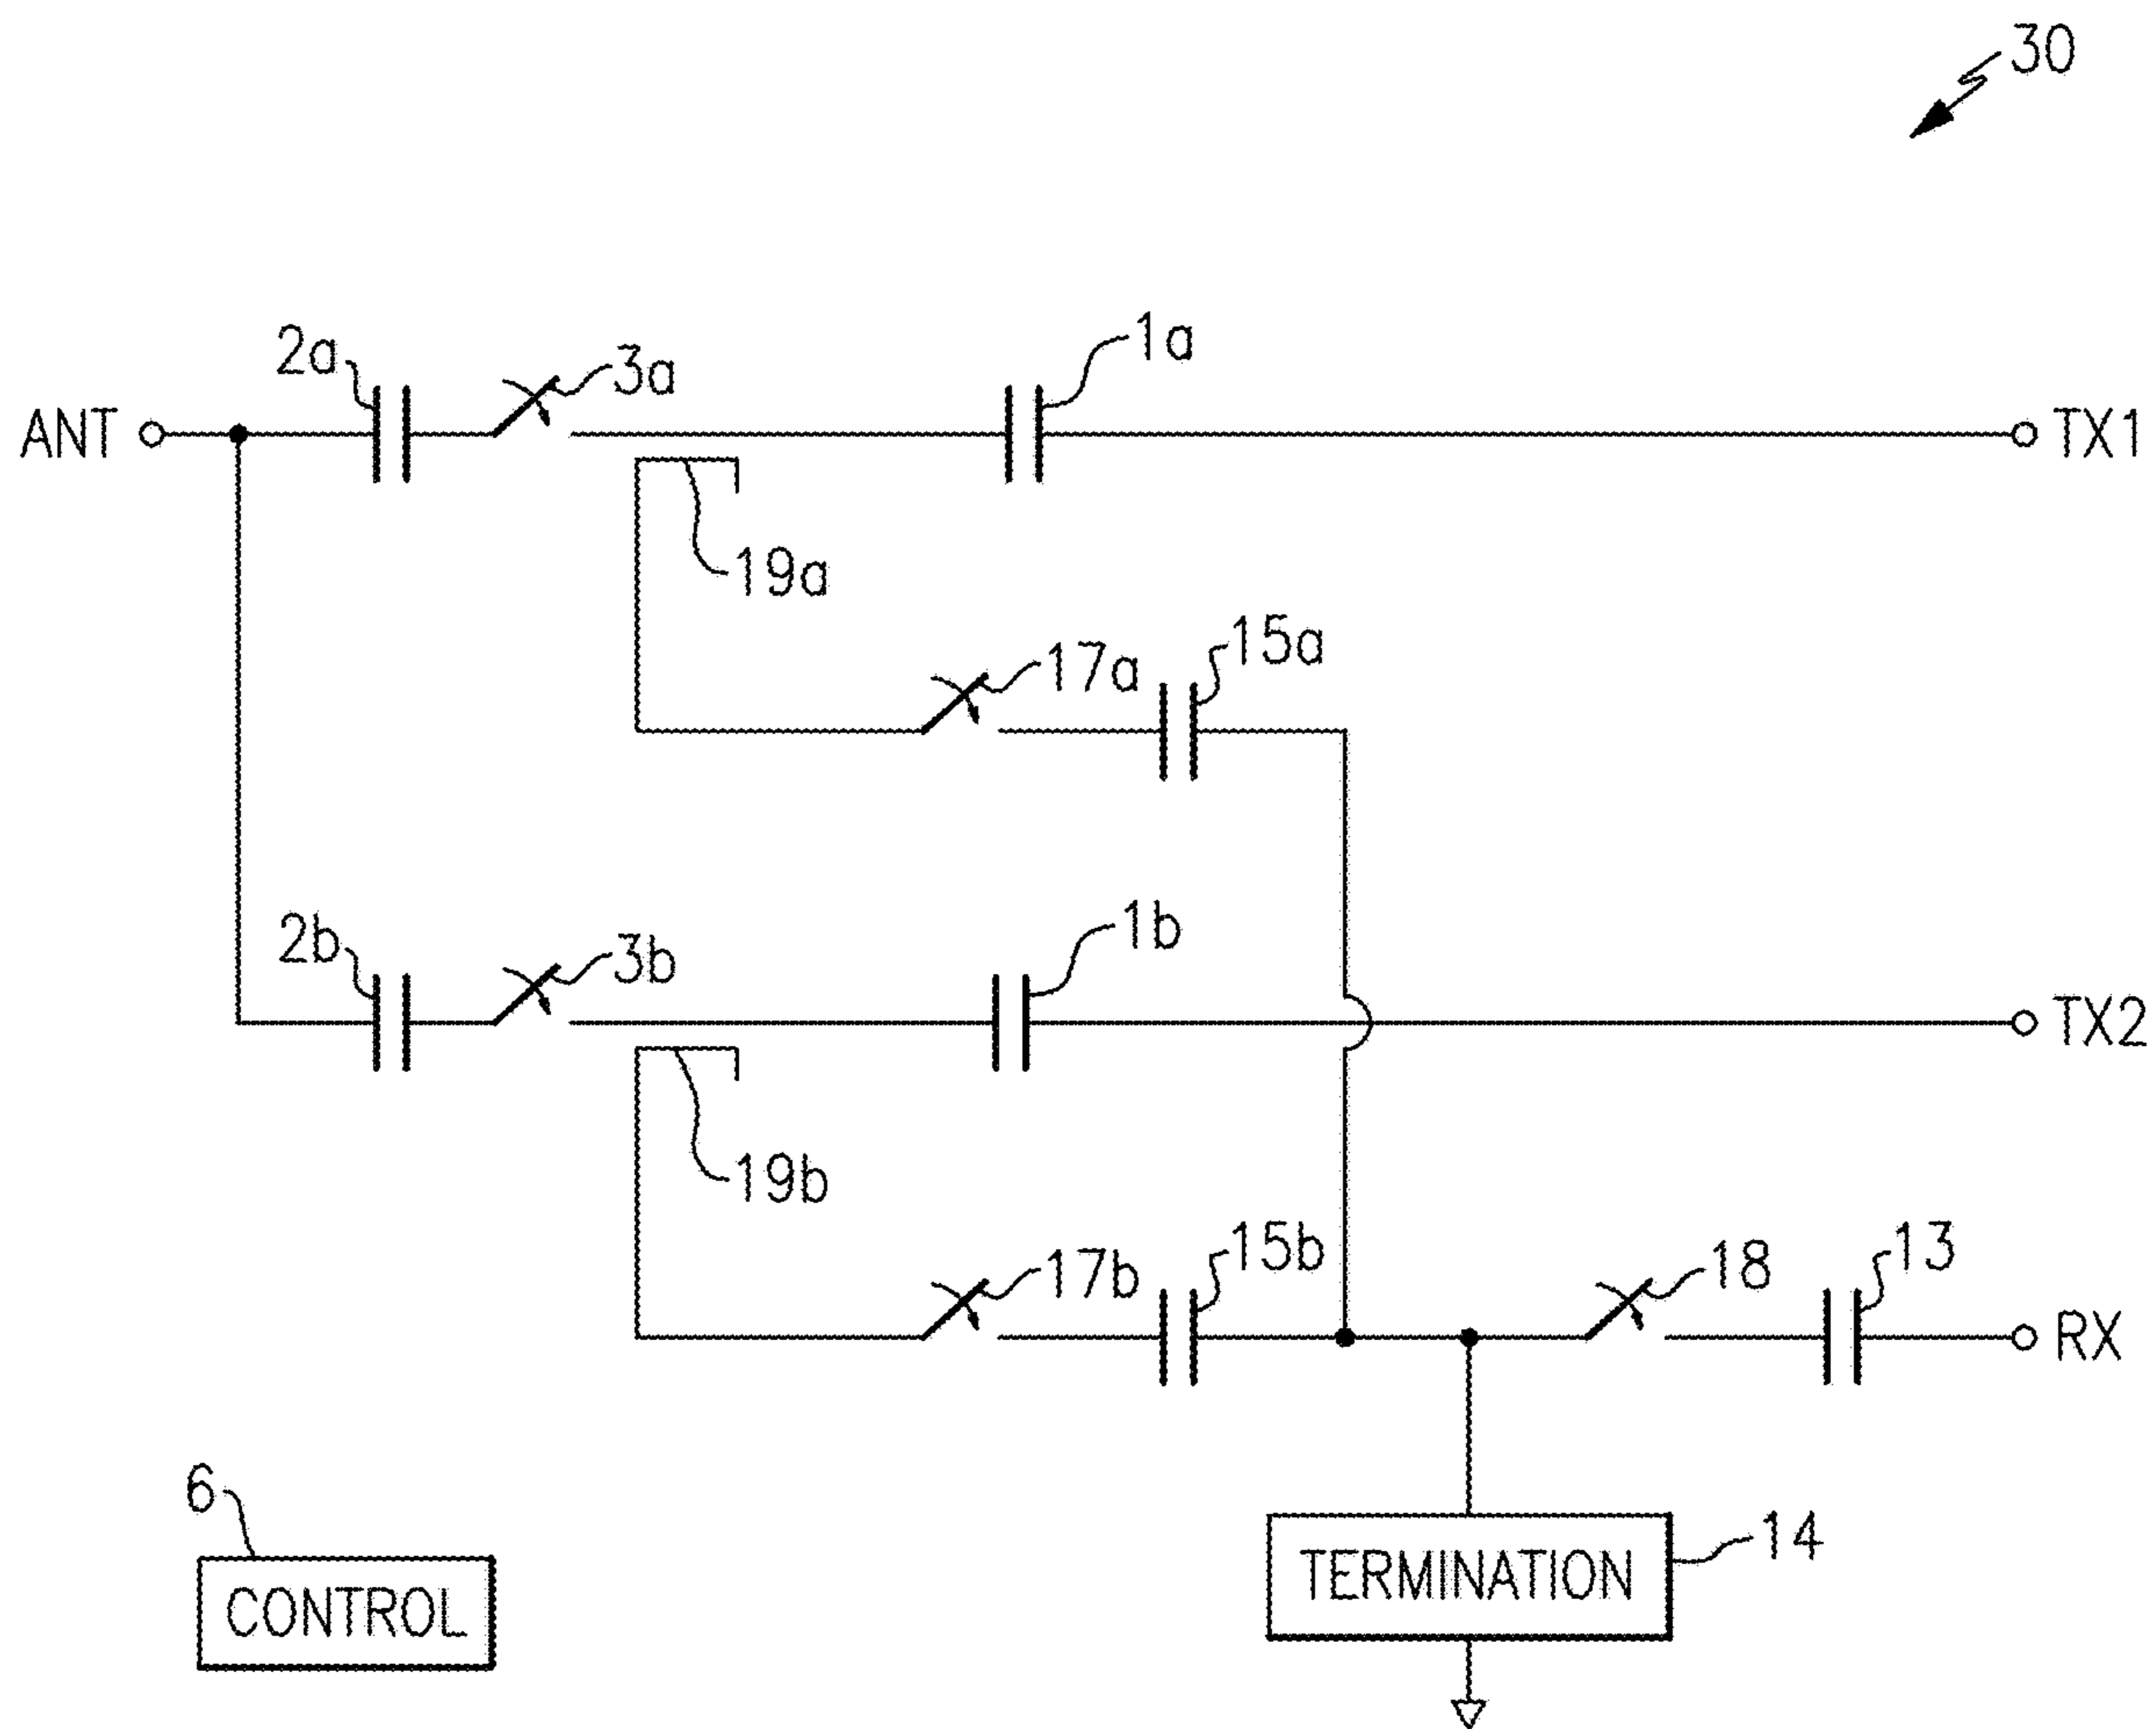 30
2a
3a
1a
ANT
TX1
19a
17a
15a
2b
3b
1b
TX2
19b
17b
15b
18
13
RX
6
CONTROL
TERMINATION
14